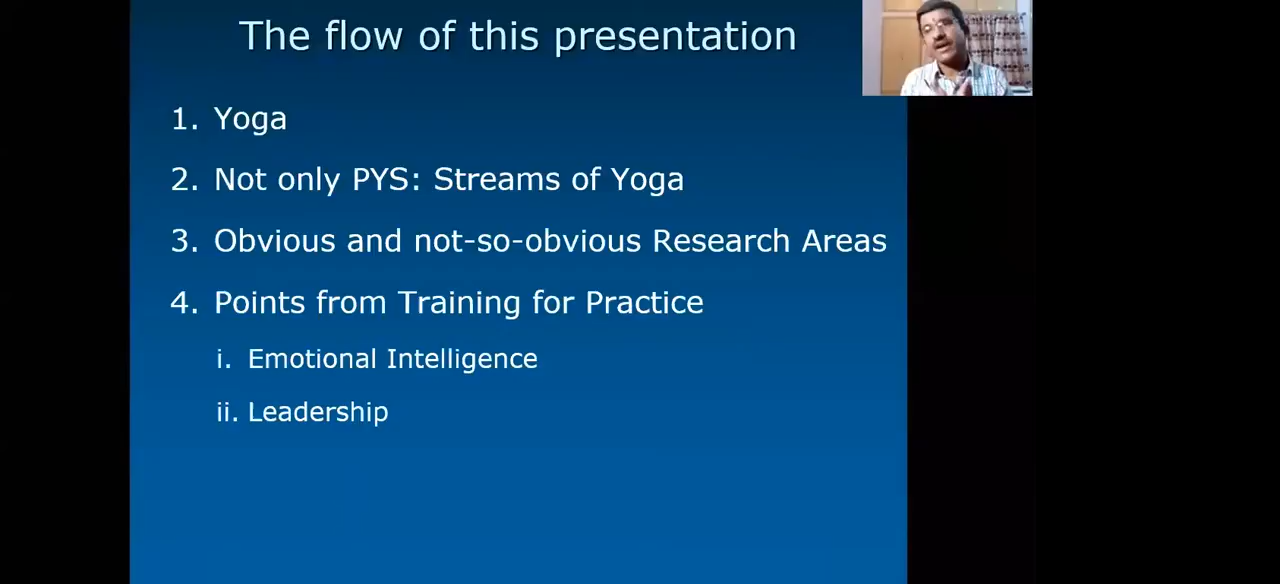 The flow of this presentation
1. Yoga
2. Not only PYS: Streams of Yoga
3. Obvious and not-so-obvious Research Areas
4. Points from Training for Practice
i. Emotional Intelligence
ii. Leadership